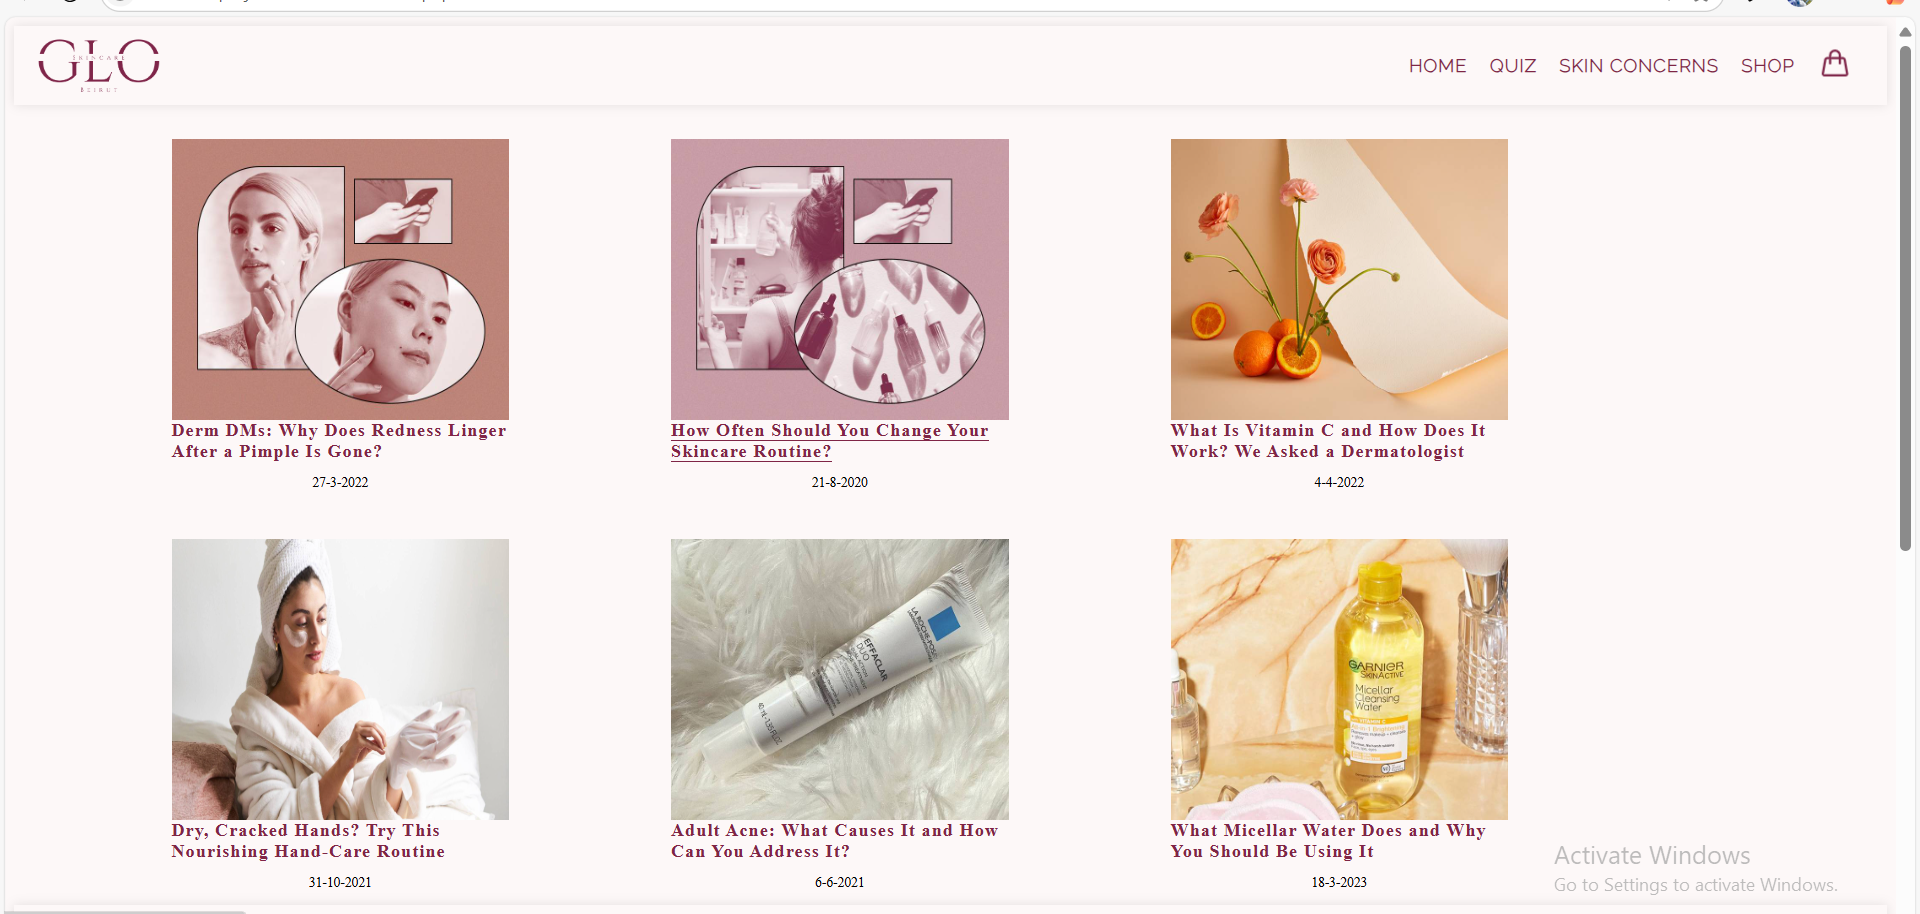 GLO
SKINCARE
BEIRUT
HOME QUIZ SKIN CONCERNS SHOP
Derm DMs: Why Does Redness Linger
After a Pimple Is Gone?
27-3-2022
How Often Should You Change Your
Skincare Routine?
21-8-2020
What Is Vitamin C and How Does It
Work? We Asked a Dermatologist
4-4-2022
LA ROCHE-POSAY
EFFACLAR
DUO
GARNIER
SKINACTIVE
Micellar
Cleansing
Water
VITAMIN C
Dry, Cracked Hands? Try This
Nourishing Hand-Care Routine
31-10-2021
Adult Acne: What Causes It and How
Can You Address It?
6-6-2021
What Micellar Water Does and Why
You Should Be Using It
18-3-2023
Activate Windows
Go to Settings to activate Windows.